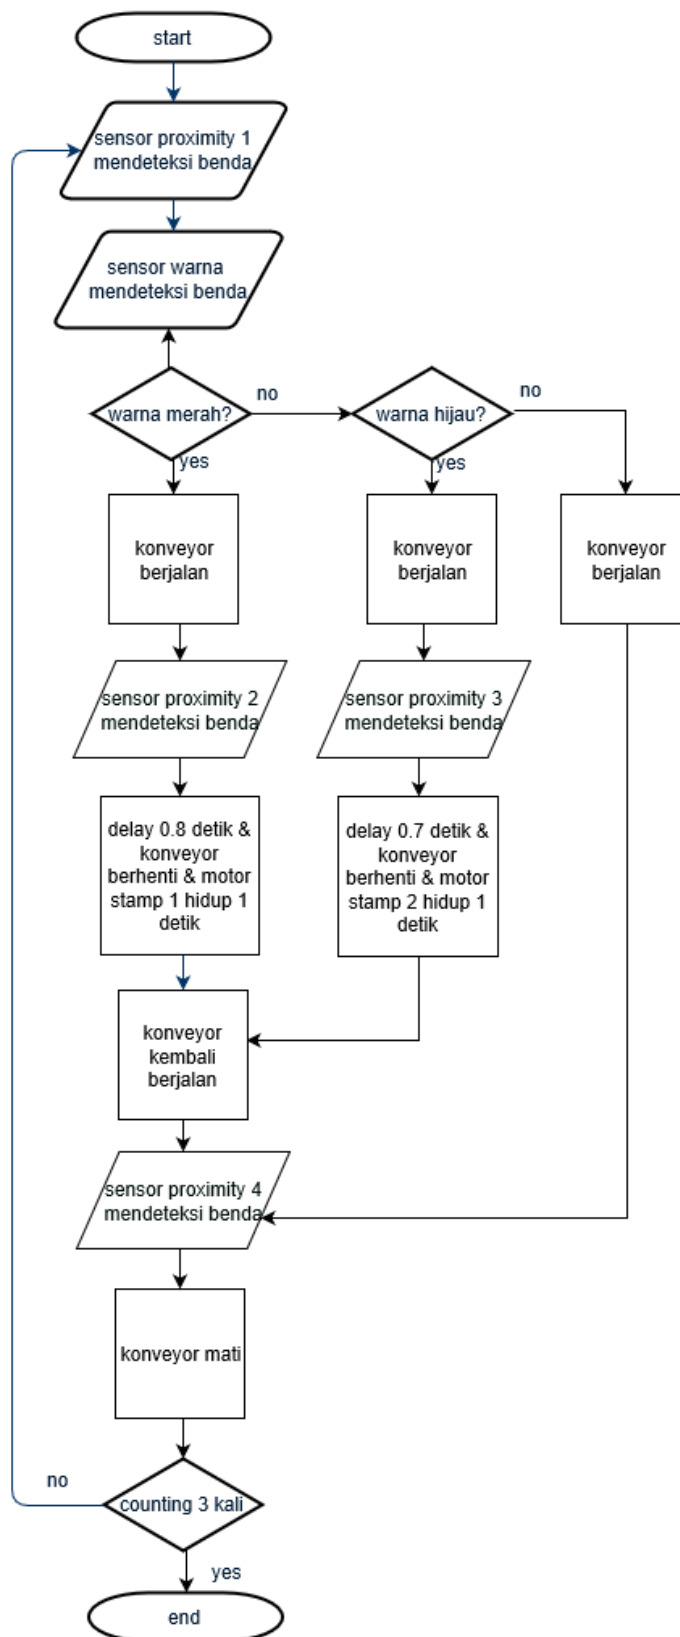 start
sensor proximity 1
mendeteksi benda
sensor warna
mendeteksi benda
warna merah?
no
warna hijau?
no
yes
yes
konveyor
berjalan
konveyor
berjalan
konveyor
berjalan
sensor proximity 2
mendeteksi benda
sensor proximity 3
mendeteksi benda
delay 0.8 detik &
konveyor
berhenti & motor
stamp 1 hidup 1
detik
delay 0.7 detik &
konveyor
berhenti & motor
stamp 2 hidup 1
detik
konveyor
kembali
berjalan
sensor proximity 4
mendeteksi benda
konveyor mati
no
counting 3 kali
yes
end